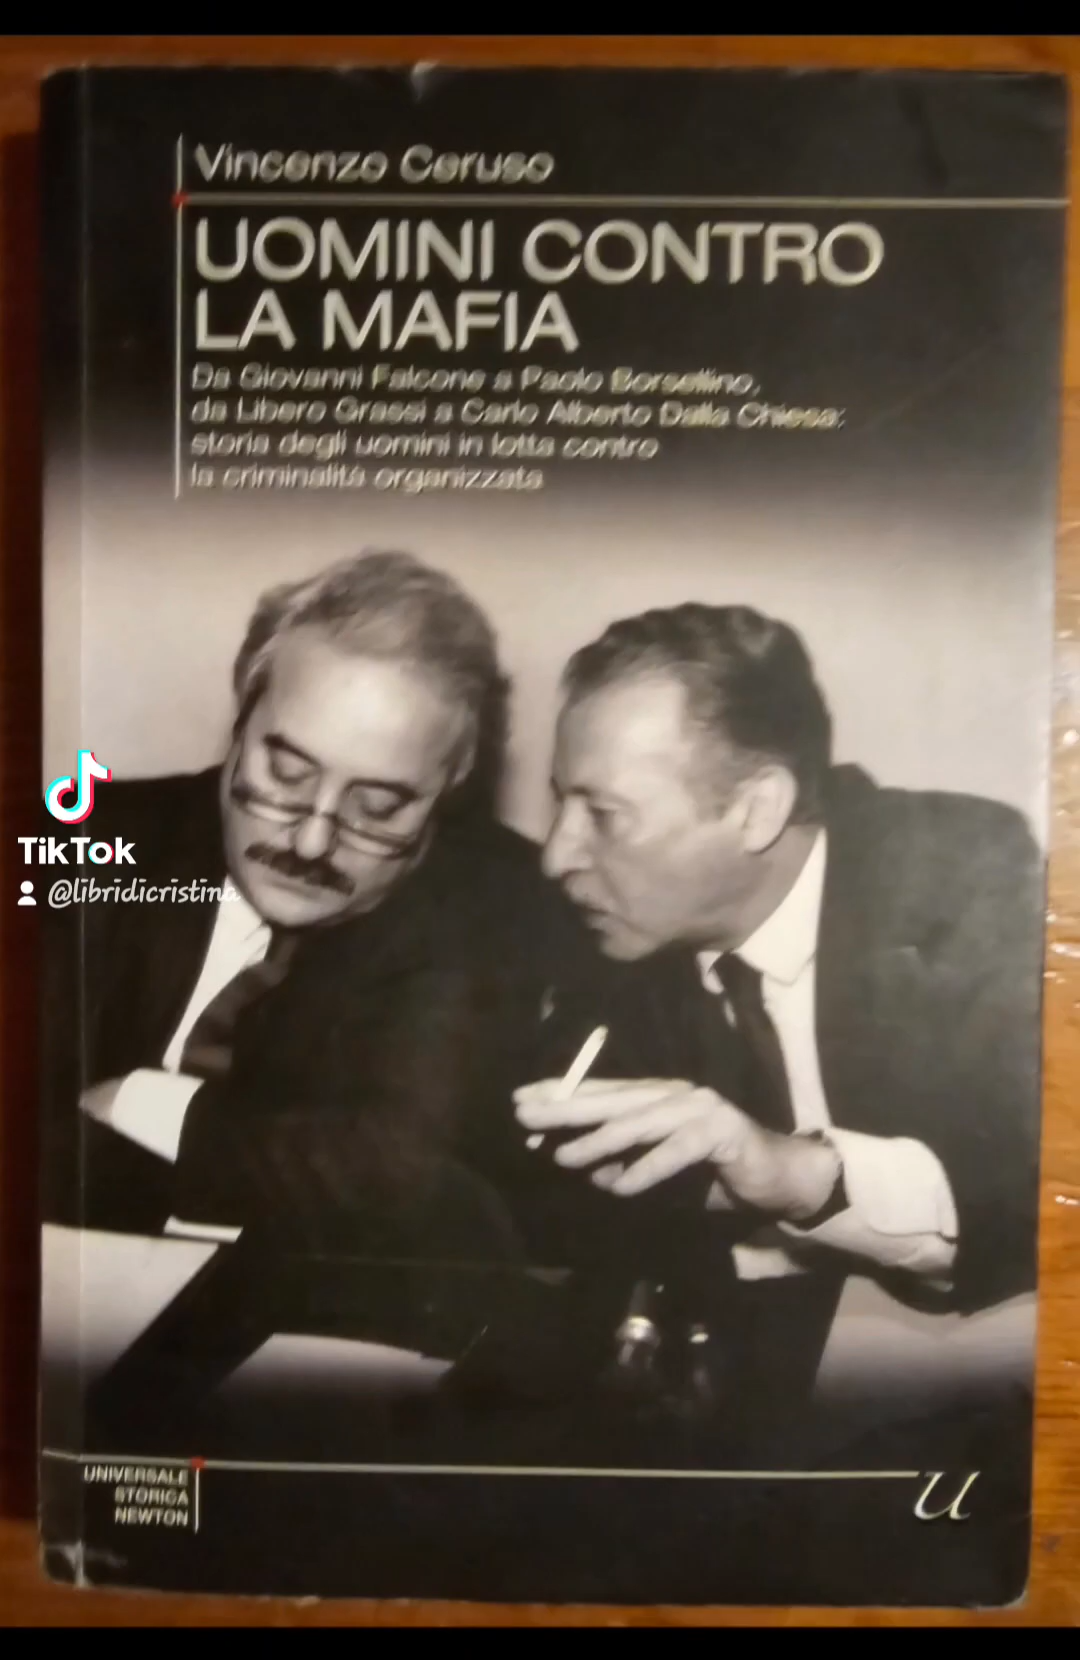 Vincenzo Ceruso
UOMINI CONTRO
LA MAFIA
Da Giovanni Falcone a Paolo Borsellino,
da Libero Grassi a Carlo Alberto Dalla Chiesa:
storia degli uomini in lotta contro
la criminalità organizzata
TikTok
@libridicristina
UNIVERSALE
STORICA
NEWTON
U